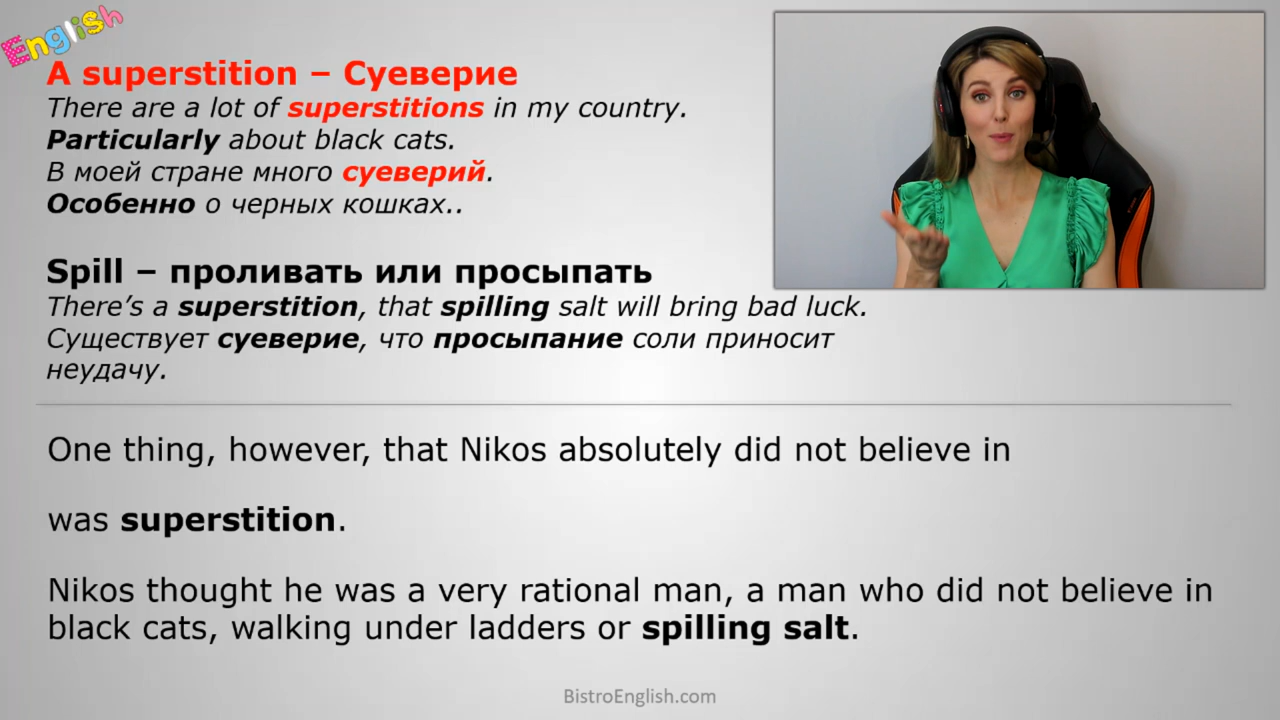 English
A superstition – Суеверие
There are a lot of superstitions in my country.
Particularly about black cats.
В моей стране много суеверий.
Особенно о черных кошках..
Spill – проливать или просыпать
There’s a superstition, that spilling salt will bring bad luck.
Существует суеверие, что просыпание соли приносит
неудачу.
One thing, however, that Nikos absolutely did not believe in
was superstition.
Nikos thought he was a very rational man, a man who did not believe in
black cats, walking under ladders or spilling salt.
BistroEnglish.com